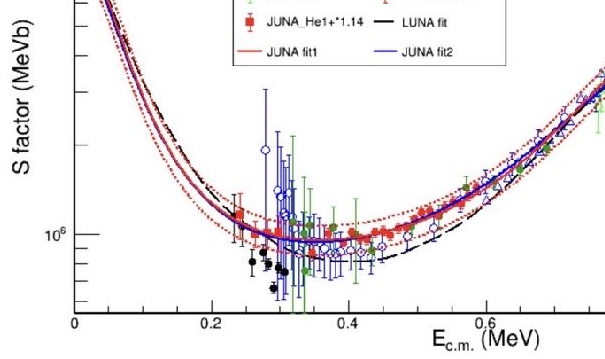 JUNA_He1+*1.14
LUNA fit
JUNA fit1
JUNA fit2
S factor (MeVb)
10⁶
0
0.2
0.4
0.6
E_c.m. (MeV)